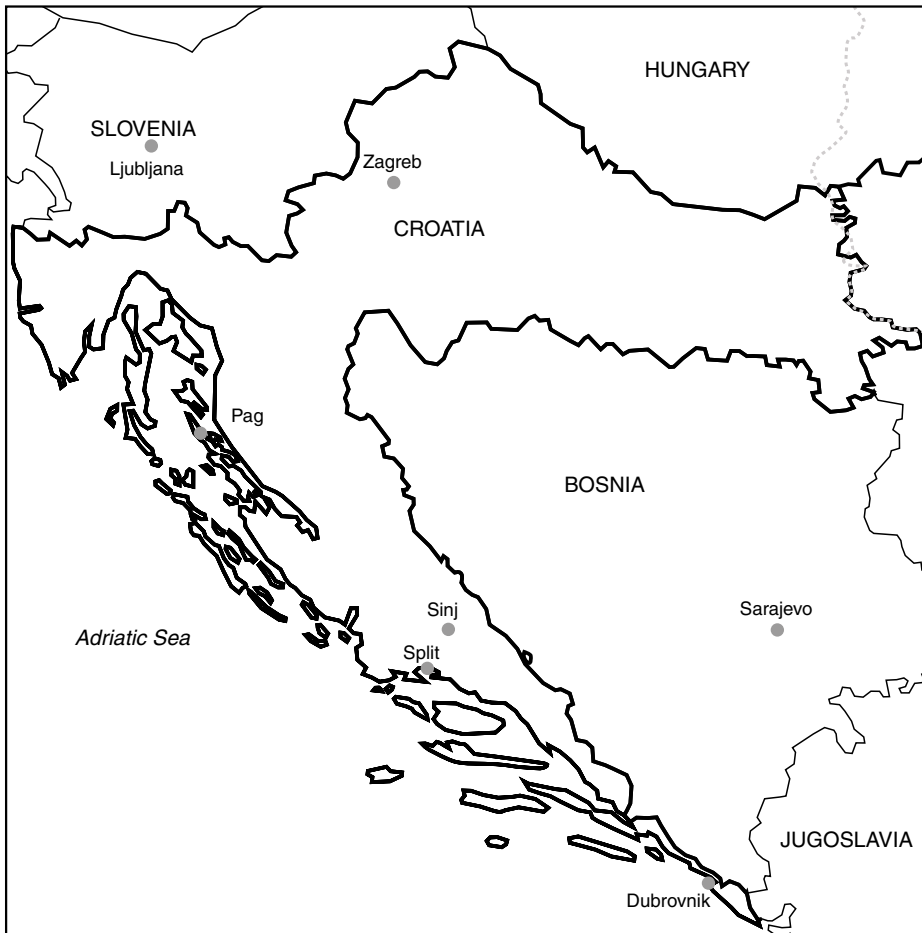 HUNGARY
SLOVENIA
Ljubljana
Zagreb
CROATIA
Pag
BOSNIA
Sinj
Sarajevo
Adriatic Sea
Split
JUGOSLAVIA
Dubrovnik